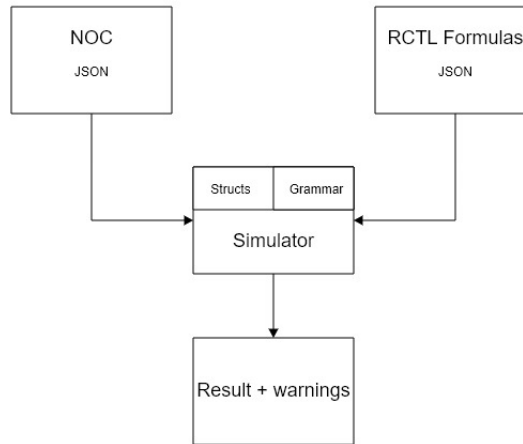 NOC
JSON
RCTL Formulas
JSON
Structs
Grammar
Simulator
Result + warnings